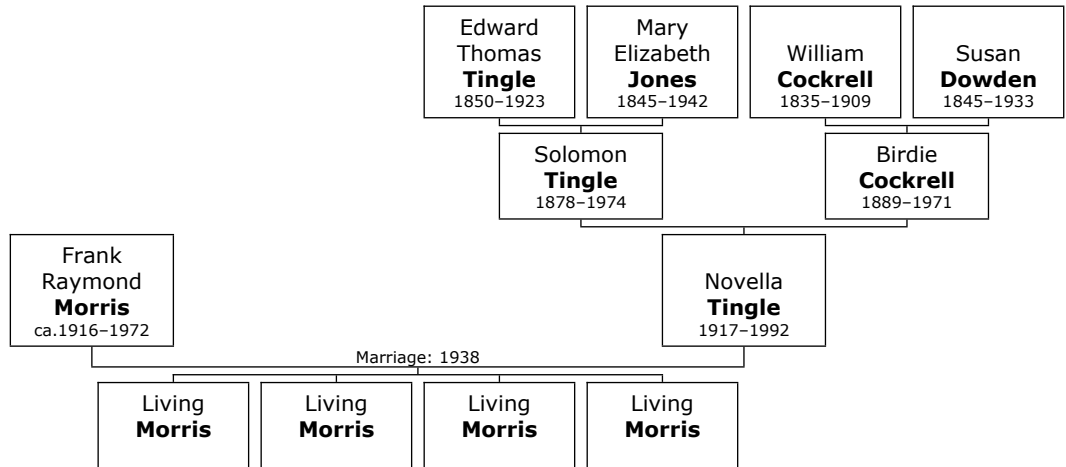 Edward
Thomas
Tingle
1850–1923
Mary
Elizabeth
Jones
1845–1942
William
Cockrell
1835–1909
Susan
Dowden
1845–1933
Solomon
Tingle
1878–1974
Birdie
Cockrell
1889–1971
Frank
Raymond
Morris
ca.1916–1972
Novella
Tingle
1917–1992
Marriage: 1938
Living
Morris
Living
Morris
Living
Morris
Living
Morris